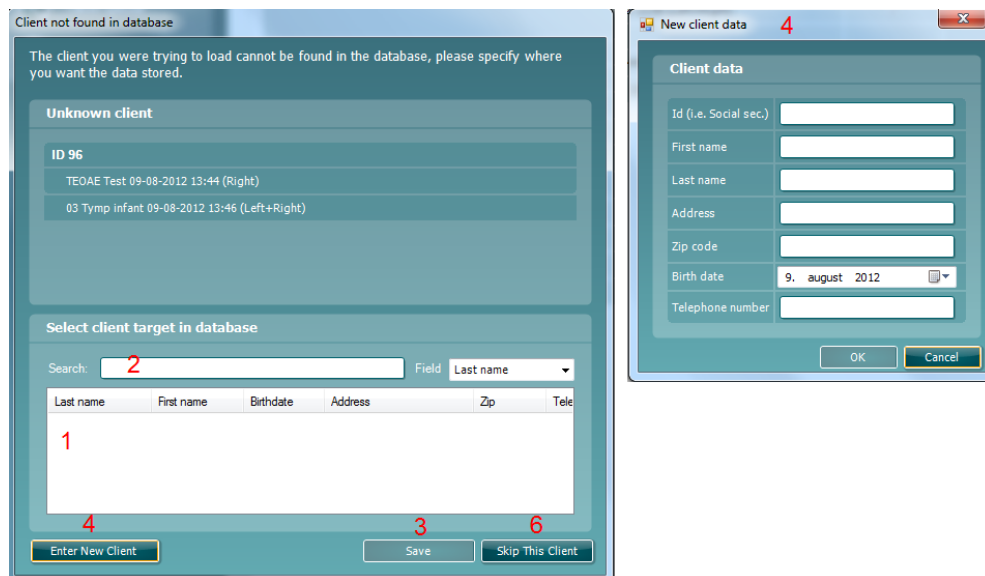 Client not found in database
The client you were trying to load cannot be found in the database, please specify where
you want the data stored.
Unknown client
ID 96
TEOAE Test 09-08-2012 13:44 (Right)
03 Tymp infant 09-08-2012 13:46 (Left+Right)
Select client target in database
Search: 2 Field Last name
Last name First name Birthdate Address Zip Tele
1
4 3 6
Enter New Client Save Skip This Client
New client data 4
Client data
Id (i.e. Social sec.)
First name
Last name
Address
Zip code
Birth date 9. august 2012
Telephone number
OK Cancel